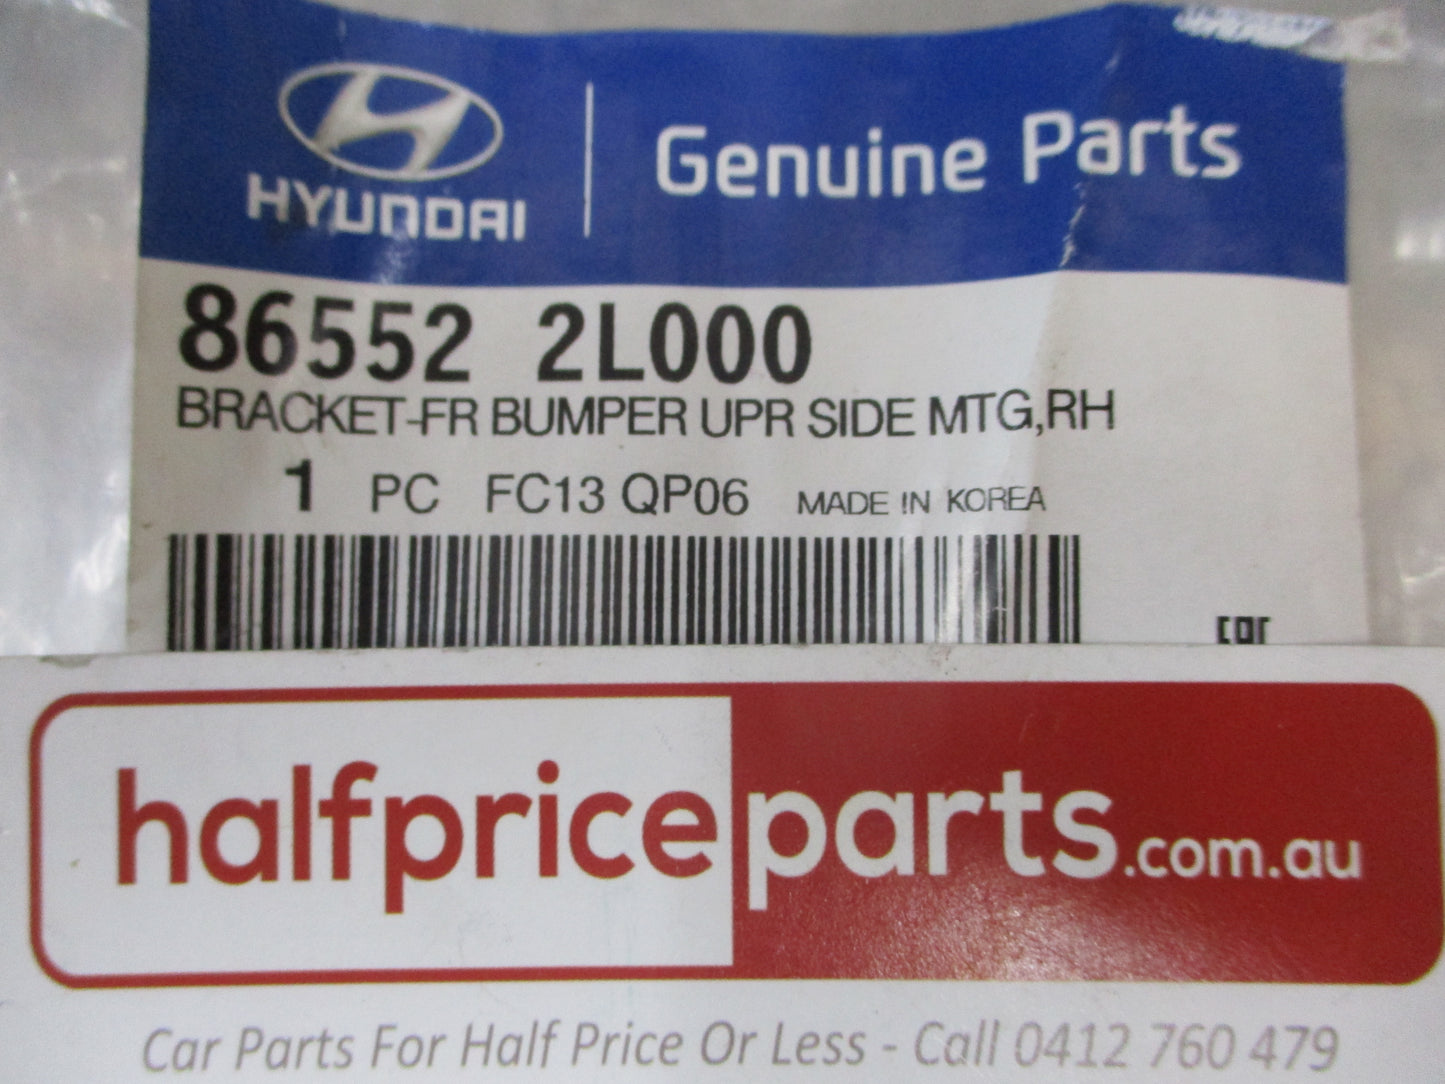 HYUNDAI
Genuine Parts
86552 2L000
BRACKET-FR BUMPER UPR SIDE MTG,RH
1 PC FC13 QP06 MADE IN KOREA
halfpriceparts.com.au
Car Parts For Half Price Or Less - Call 0412 760 479